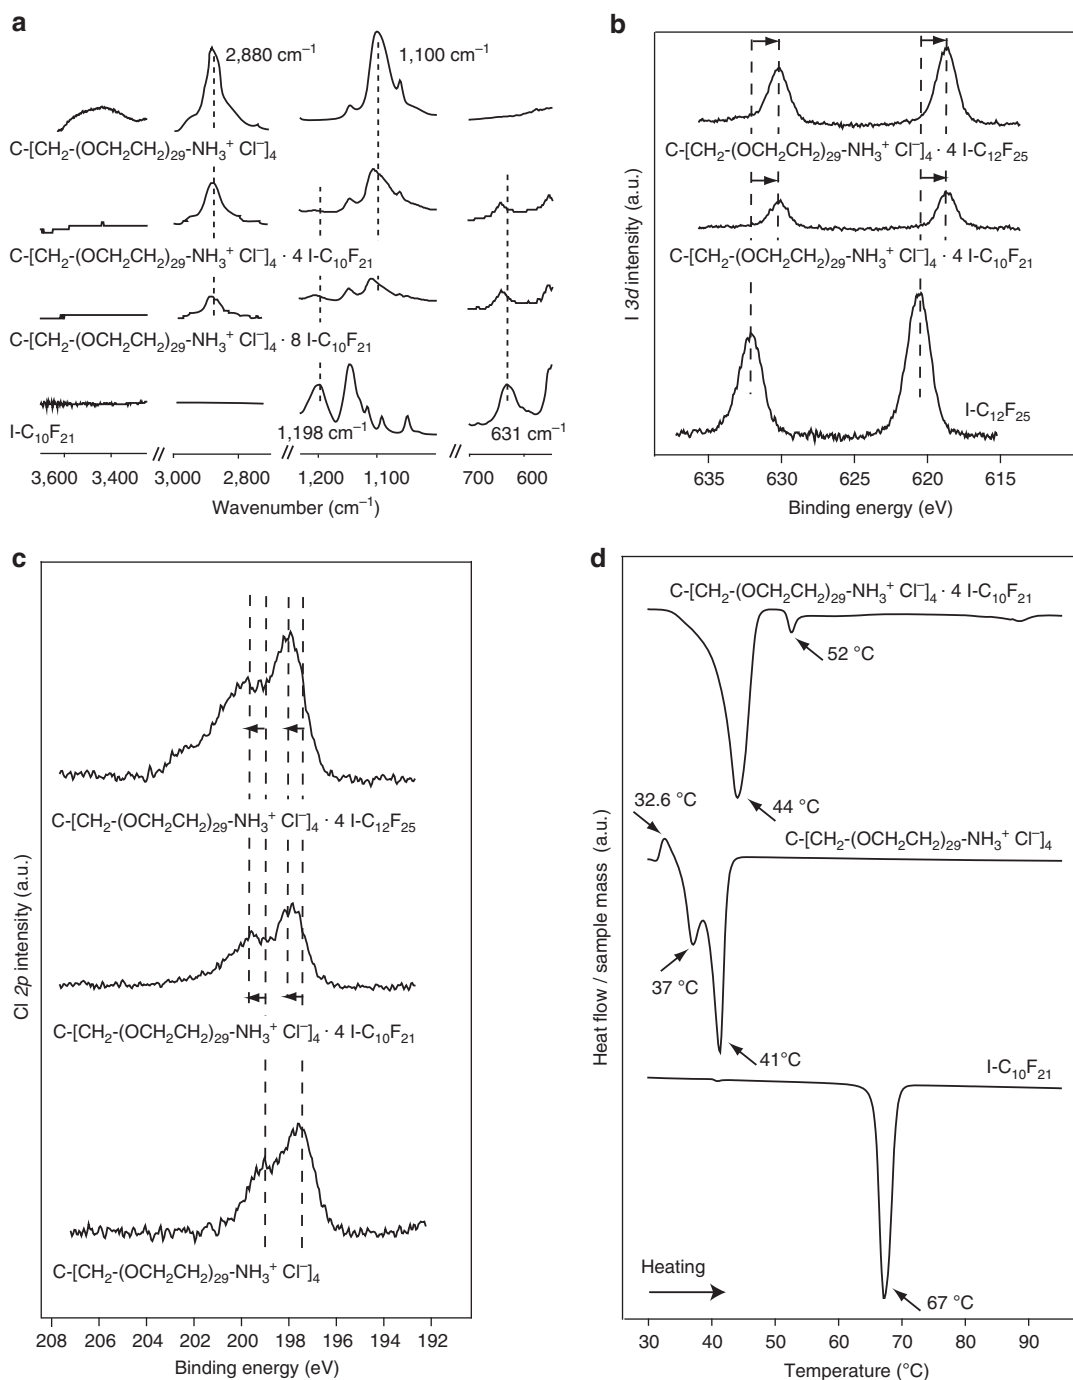 a
2,880 cm⁻¹
1,100 cm⁻¹
C-[CH₂-(OCH₂CH₂)₂₉-NH₃⁺ Cl⁻]₄
C-[CH₂-(OCH₂CH₂)₂₉-NH₃⁺ Cl⁻]₄ · 4 I-C₁₀F₂₁
C-[CH₂-(OCH₂CH₂)₂₉-NH₃⁺ Cl⁻]₄ · 8 I-C₁₀F₂₁
I-C₁₀F₂₁
1,198 cm⁻¹
631 cm⁻¹
3,600 3,400 3,000 2,800 1,200 1,100 700 600
Wavenumber (cm⁻¹)
b
I 3d intensity (a.u.)
C-[CH₂-(OCH₂CH₂)₂₉-NH₃⁺ Cl⁻]₄ · 4 I-C₁₂F₂₅
C-[CH₂-(OCH₂CH₂)₂₉-NH₃⁺ Cl⁻]₄ · 4 I-C₁₀F₂₁
I-C₁₂F₂₅
635 630 625 620 615
Binding energy (eV)
c
Cl 2p intensity (a.u.)
C-[CH₂-(OCH₂CH₂)₂₉-NH₃⁺ Cl⁻]₄ · 4 I-C₁₂F₂₅
C-[CH₂-(OCH₂CH₂)₂₉-NH₃⁺ Cl⁻]₄ · 4 I-C₁₀F₂₁
C-[CH₂-(OCH₂CH₂)₂₉-NH₃⁺ Cl⁻]₄
208 206 204 202 200 198 196 194 192
Binding energy (eV)
d
Heat flow / sample mass (a.u.)
C-[CH₂-(OCH₂CH₂)₂₉-NH₃⁺ Cl⁻]₄ · 4 I-C₁₀F₂₁
52 °C
32.6 °C
44 °C
C-[CH₂-(OCH₂CH₂)₂₉-NH₃⁺ Cl⁻]₄
37 °C
41°C
I-C₁₀F₂₁
Heating
67 °C
30 40 50 60 70 80 90
Temperature (°C)